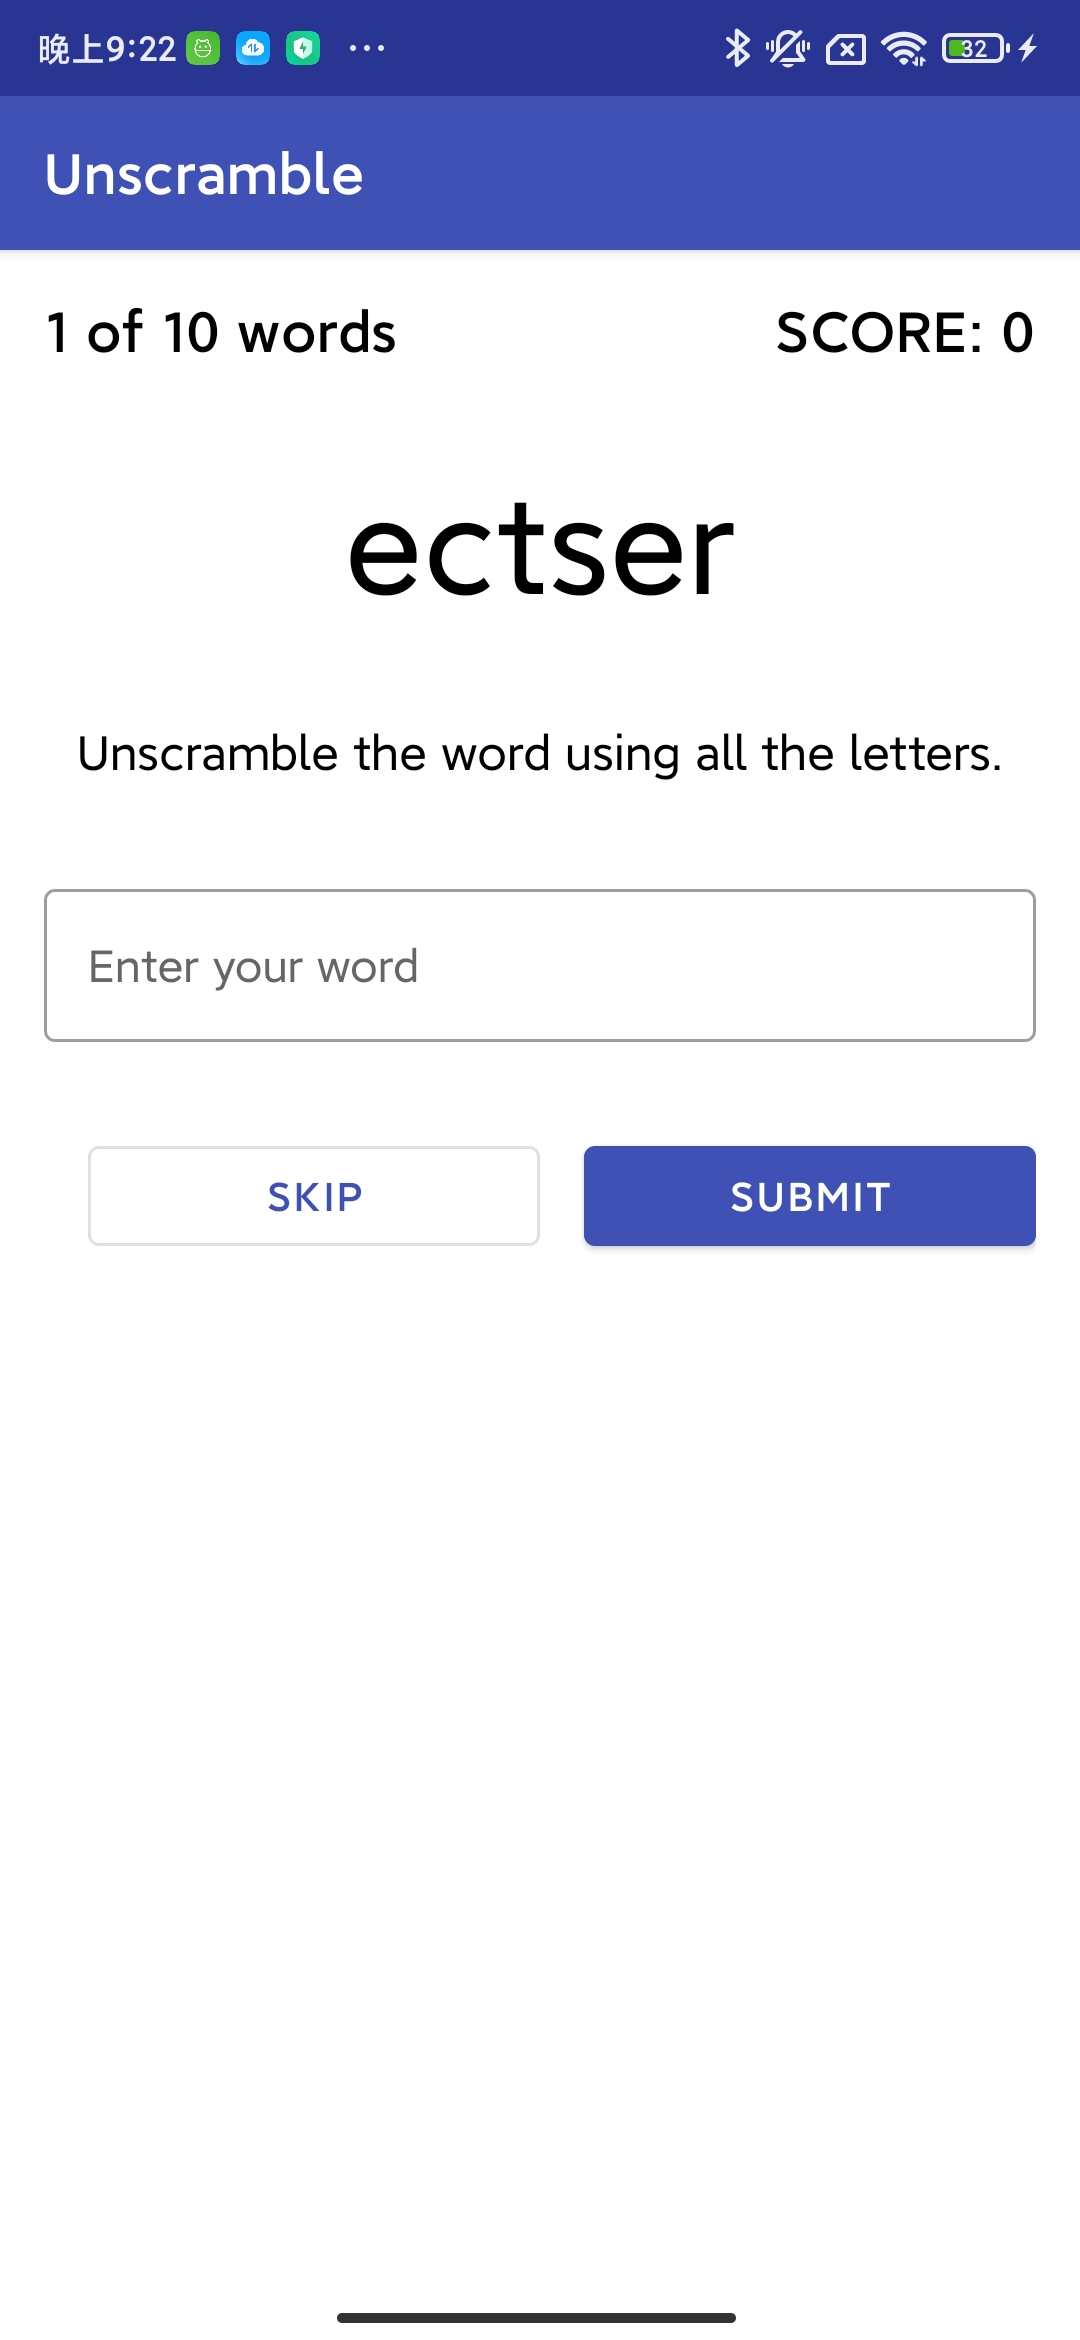 晚上9:22 32
Unscramble
1 of 10 words SCORE: 0
ectser
Unscramble the word using all the letters.
Enter your word
SKIP SUBMIT